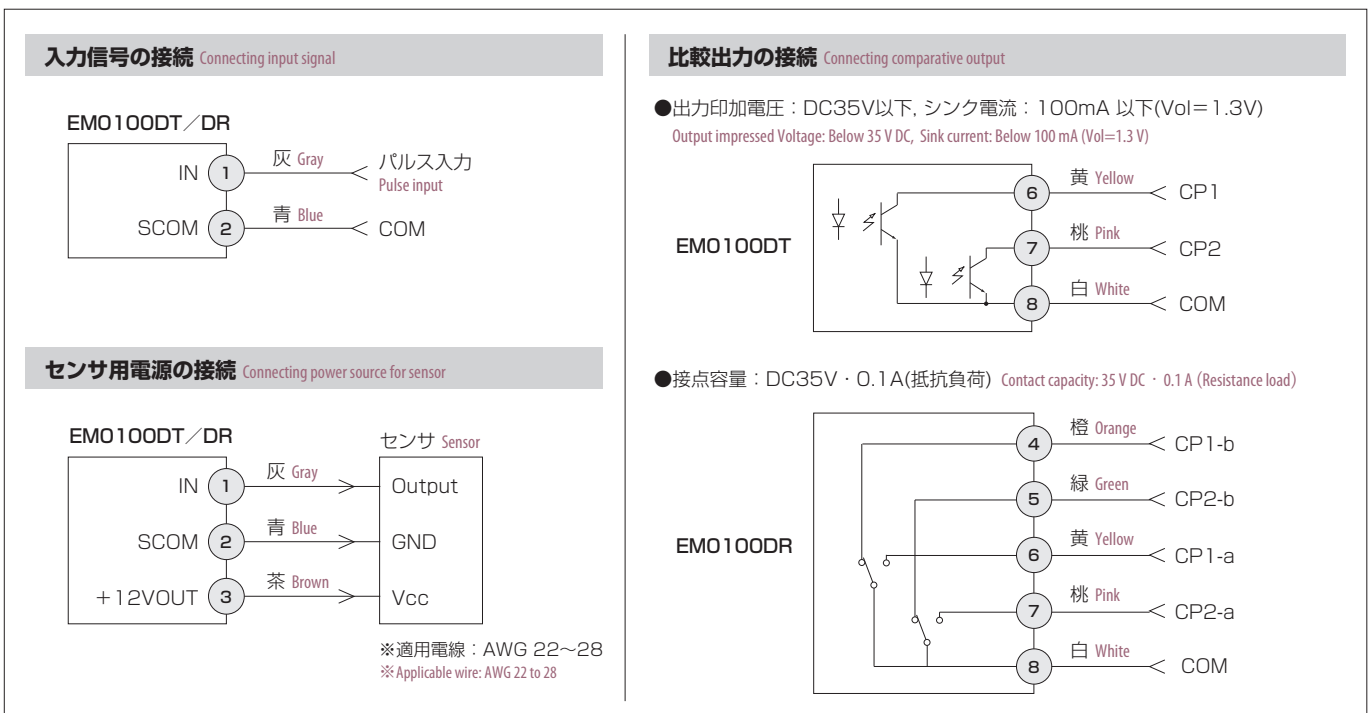 入力信号の接続 Connecting input signal
EM0100DT／DR
IN 1 灰 Gray パルス入力
Pulse input
SCOM 2 青 Blue COM
センサ用電源の接続 Connecting power source for sensor
EM0100DT／DR センサ Sensor
IN 1 灰 Gray Output
SCOM 2 青 Blue GND
＋12VOUT 3 茶 Brown Vcc
※適用電線：AWG 22～28
※Applicable wire: AWG 22 to 28
比較出力の接続 Connecting comparative output
●出力印加電圧：DC35V以下, シンク電流：100mA 以下(Vol＝1.3V)
Output impressed Voltage: Below 35 V DC, Sink current: Below 100 mA (Vol=1.3 V)
6 黄 Yellow CP1
EM0100DT 7 桃 Pink CP2
8 白 White COM
●接点容量：DC35V・0.1A(抵抗負荷) Contact capacity: 35 V DC ・ 0.1 A (Resistance load)
4 橙 Orange CP1-b
5 緑 Green CP2-b
EM0100DR 6 黄 Yellow CP1-a
7 桃 Pink CP2-a
8 白 White COM